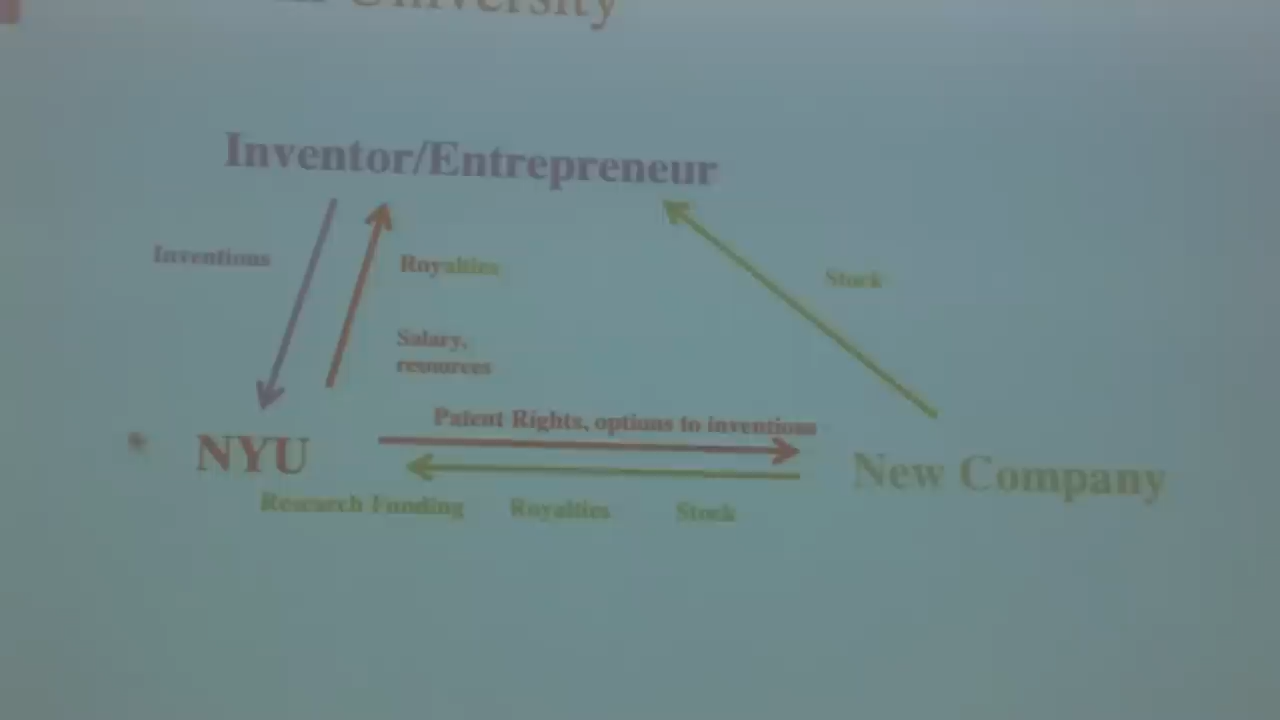 University
Inventor/Entrepreneur
Inventions
Royalties
Stock
Salary,
resources
Patent Rights, options to inventions
NYU
New Company
Research Funding Royalties Stock